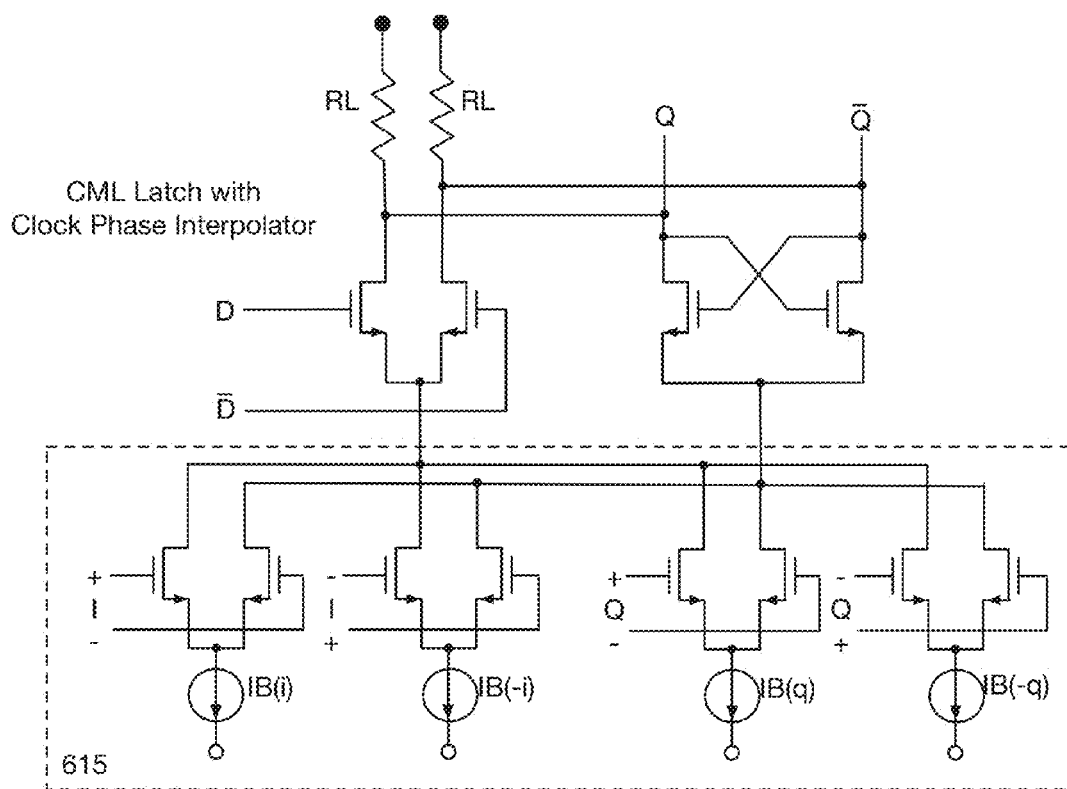 RL RL
Q Q̄
CML Latch with
Clock Phase Interpolator
D
D̄
+ - + -
I I Q Q
- + - +
IB(i) IB(-i) IB(q) IB(-q)
615